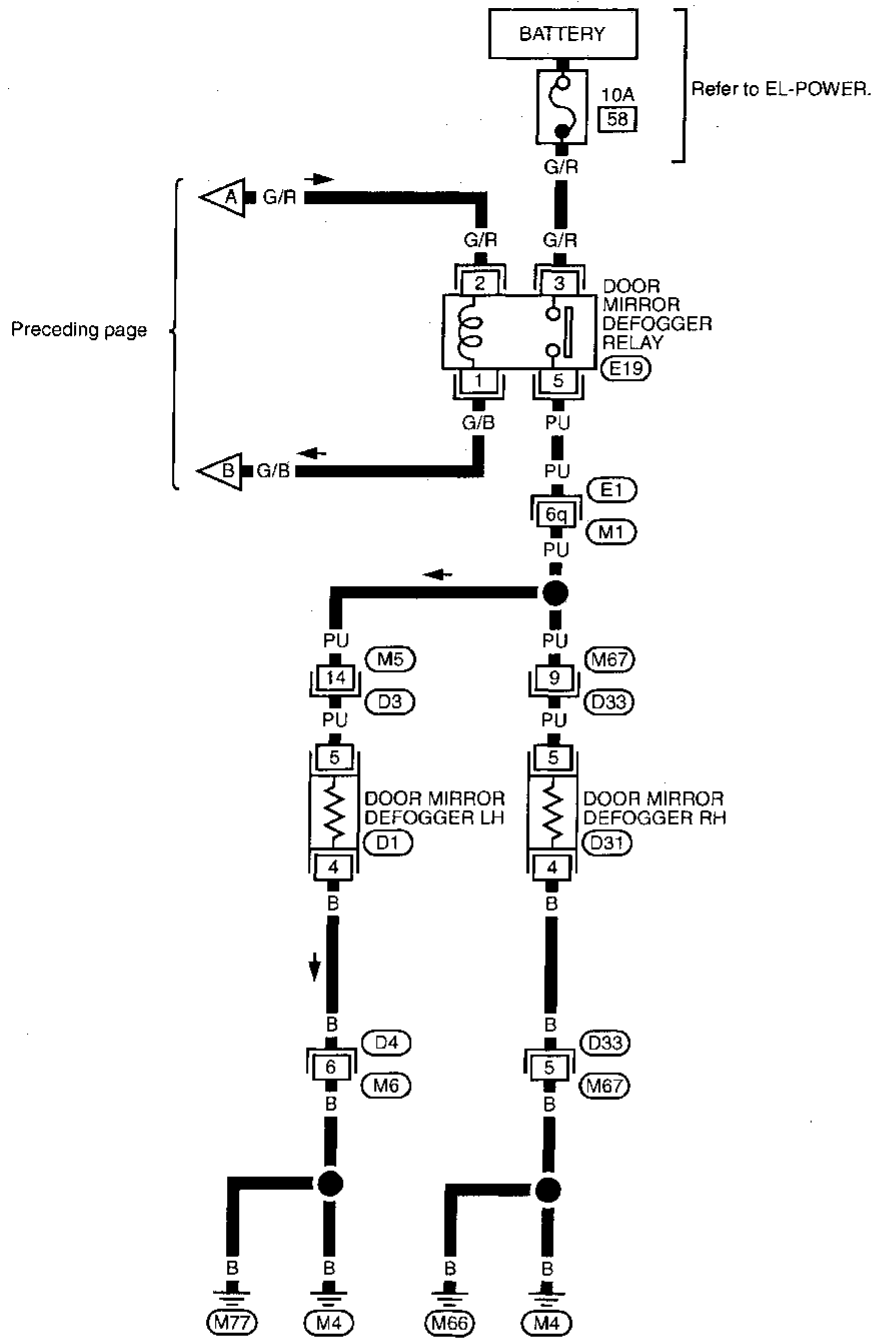 BATTERY
10A
58
Refer to EL-POWER.
G/R
A
G/R
G/R
G/R
2
3
DOOR
MIRROR
DEFOGGER
RELAY
E19
Preceding page
1
5
G/B
PU
B
G/B
PU
E1
6q
M1
PU
PU
PU
M5
M67
14
9
D3
D33
PU
PU
5
5
DOOR MIRROR
DEFOGGER LH
D1
DOOR MIRROR
DEFOGGER RH
D31
4
4
B
B
B
B
D4
D33
6
5
M6
M67
B
B
B
B
B
B
M77
M4
M66
M4